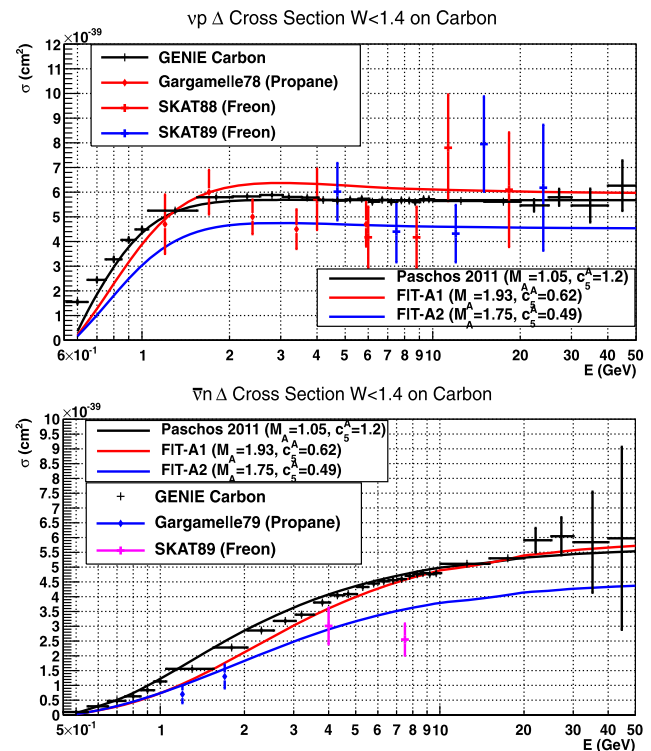 νp Δ Cross Section W<1.4 on Carbon
×10⁻³⁹
σ (cm²)
12
11
10
9
8
7
6
5
4
3
2
1
0
GENIE Carbon
Gargamelle78 (Propane)
SKAT88 (Freon)
SKAT89 (Freon)
Paschos 2011 (M_A=1.05, c₅ᴬ=1.2)
FIT-A1 (M_A=1.93, c₅ᴬ=0.62)
FIT-A2 (M_A=1.75, c₅ᴬ=0.49)
6×10⁻¹ 1 2 3 4 5 6 7 8 9 10 20 30 40 50
E (GeV)
ν̅n Δ Cross Section W<1.4 on Carbon
×10⁻³⁹
σ (cm²)
10
9.5
9
8.5
8
7.5
7
6.5
6
5.5
5
4.5
4
3.5
3
2.5
2
1.5
1
0.5
0
Paschos 2011 (M_A=1.05, c₅ᴬ=1.2)
FIT-A1 (M_A=1.93, c₅ᴬ=0.62)
FIT-A2 (M_A=1.75, c₅ᴬ=0.49)
GENIE Carbon
Gargamelle79 (Propane)
SKAT89 (Freon)
5×10⁻¹ 1 2 3 4 5 6 7 8 9 10 20 30 40 50
E (GeV)